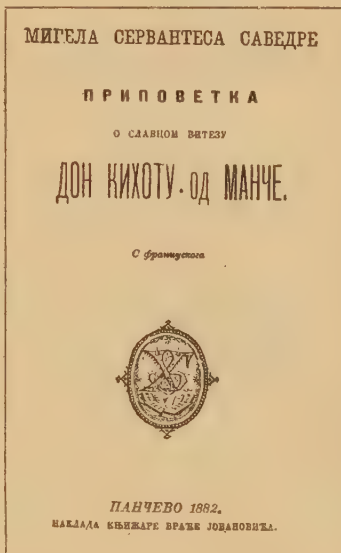 МИГЕЛА СЕРВАНТЕСА САВЕДРЕ
ПРИПОВЕТКА
О СЛАВНОМ ВИТЕЗУ
ДОН КИХОТУ ОД МАНЧЕ.
С француског­а
ПАНЧЕВО 1882.
НАКЛАДА КЊИЖАРЕ БРАЋЕ ЈОВАНОВИЋА.